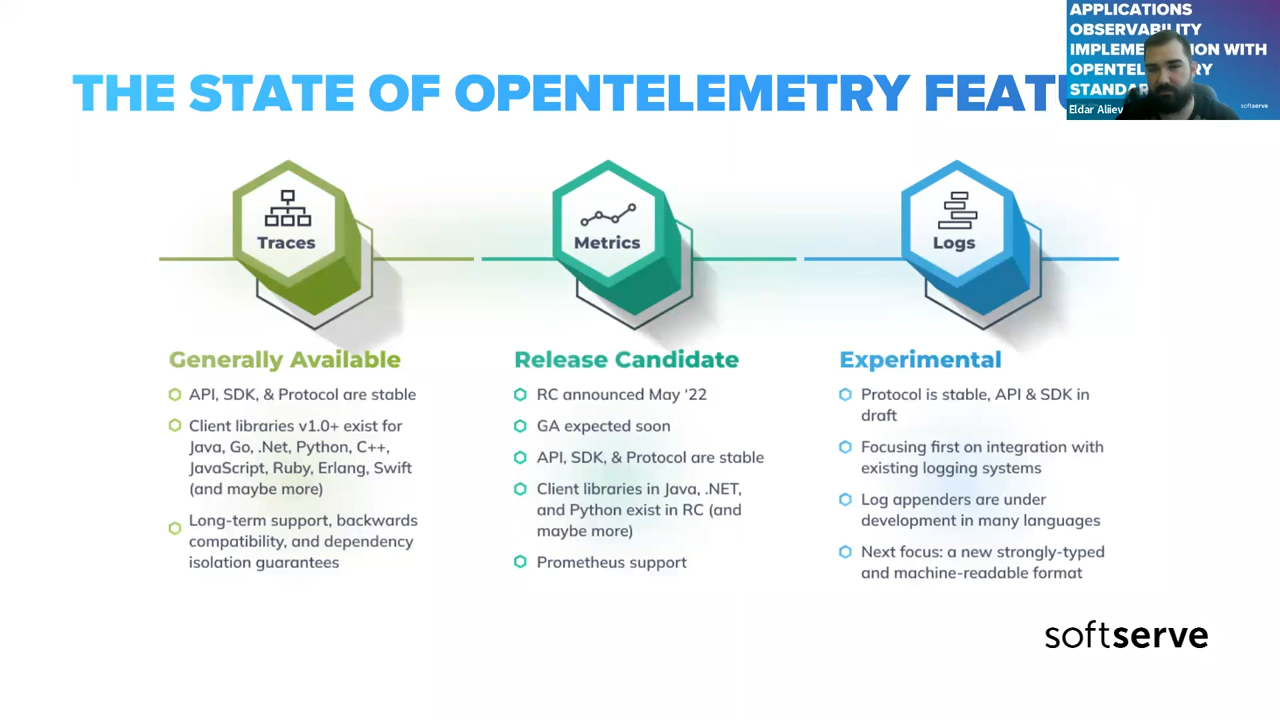 THE STATE OF OPENTELEMETRY
APPLICATIONS
OBSERVABILITY
WITH
Eldar Aliiev
softserve
Traces
Metrics
Logs
Generally Available
API, SDK, & Protocol are stable
Client libraries v1.0+ exist for
Java, Go, .Net, Python, C++,
JavaScript, Ruby, Erlang, Swift
(and maybe more)
Long-term support, backwards
compatibility, and dependency
isolation guarantees
Release Candidate
RC announced May ‘22
GA expected soon
API, SDK, & Protocol are stable
Client libraries in Java, .NET,
and Python exist in RC (and
maybe more)
Prometheus support
Experimental
Protocol is stable, API & SDK in
draft
Focusing first on integration with
existing logging systems
Log appenders are under
development in many languages
Next focus: a new strongly-typed
and machine-readable format
softserve